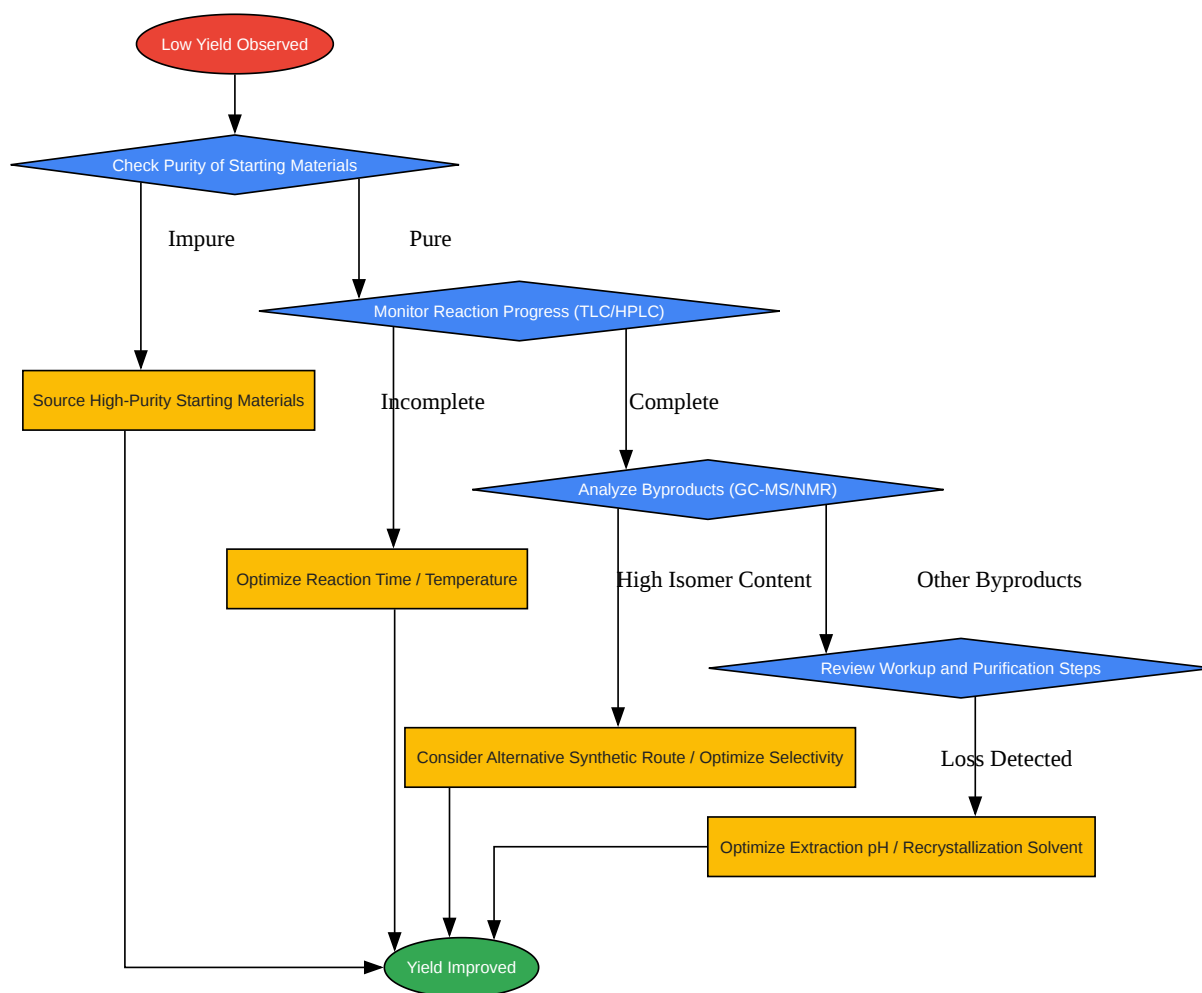 Low Yield Observed
Check Purity of Starting Materials
Impure
Pure
Monitor Reaction Progress (TLC/HPLC)
Source High-Purity Starting Materials
Incomplete
Complete
Analyze Byproducts (GC-MS/NMR)
Optimize Reaction Time / Temperature
High Isomer Content
Other Byproducts
Review Workup and Purification Steps
Consider Alternative Synthetic Route / Optimize Selectivity
Loss Detected
Optimize Extraction pH / Recrystallization Solvent
Yield Improved